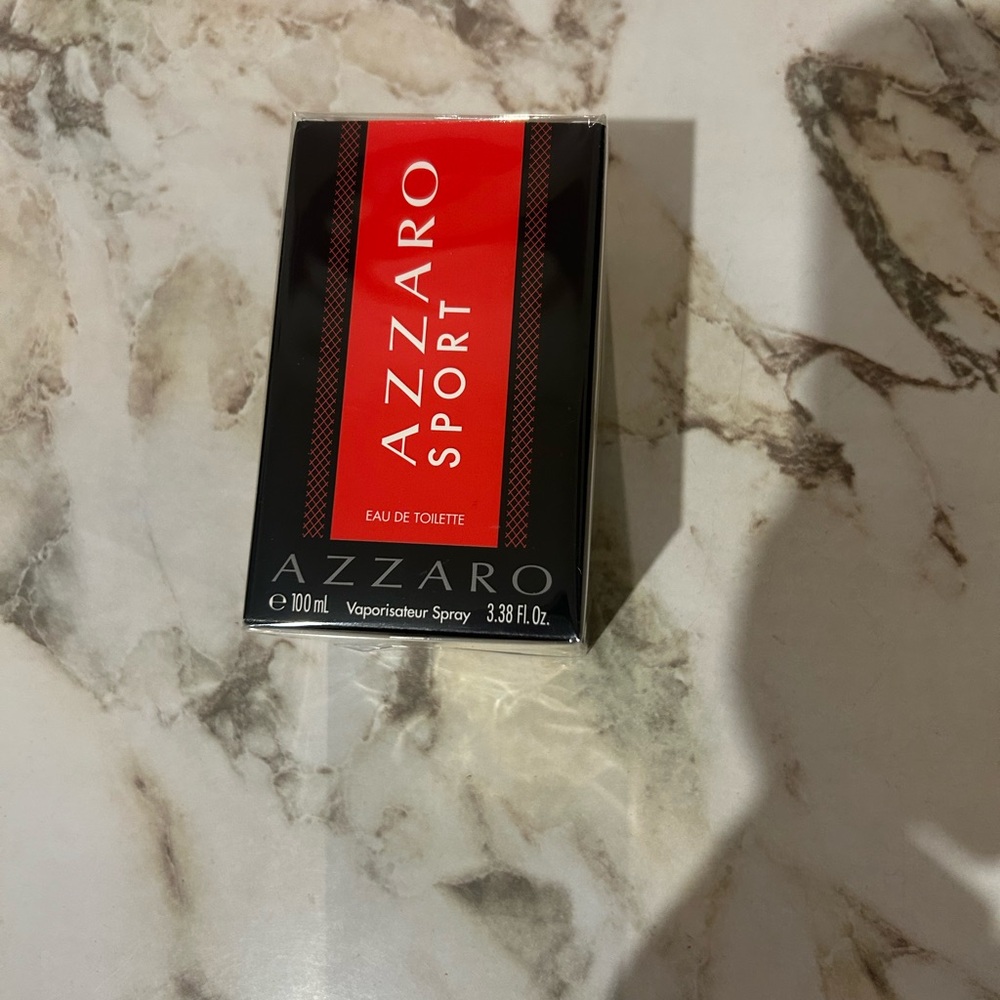 AZZARO
SPORT
EAU DE TOILETTE
AZZARO
℮ 100 mL Vaporisateur Spray 3.38 Fl. Oz.